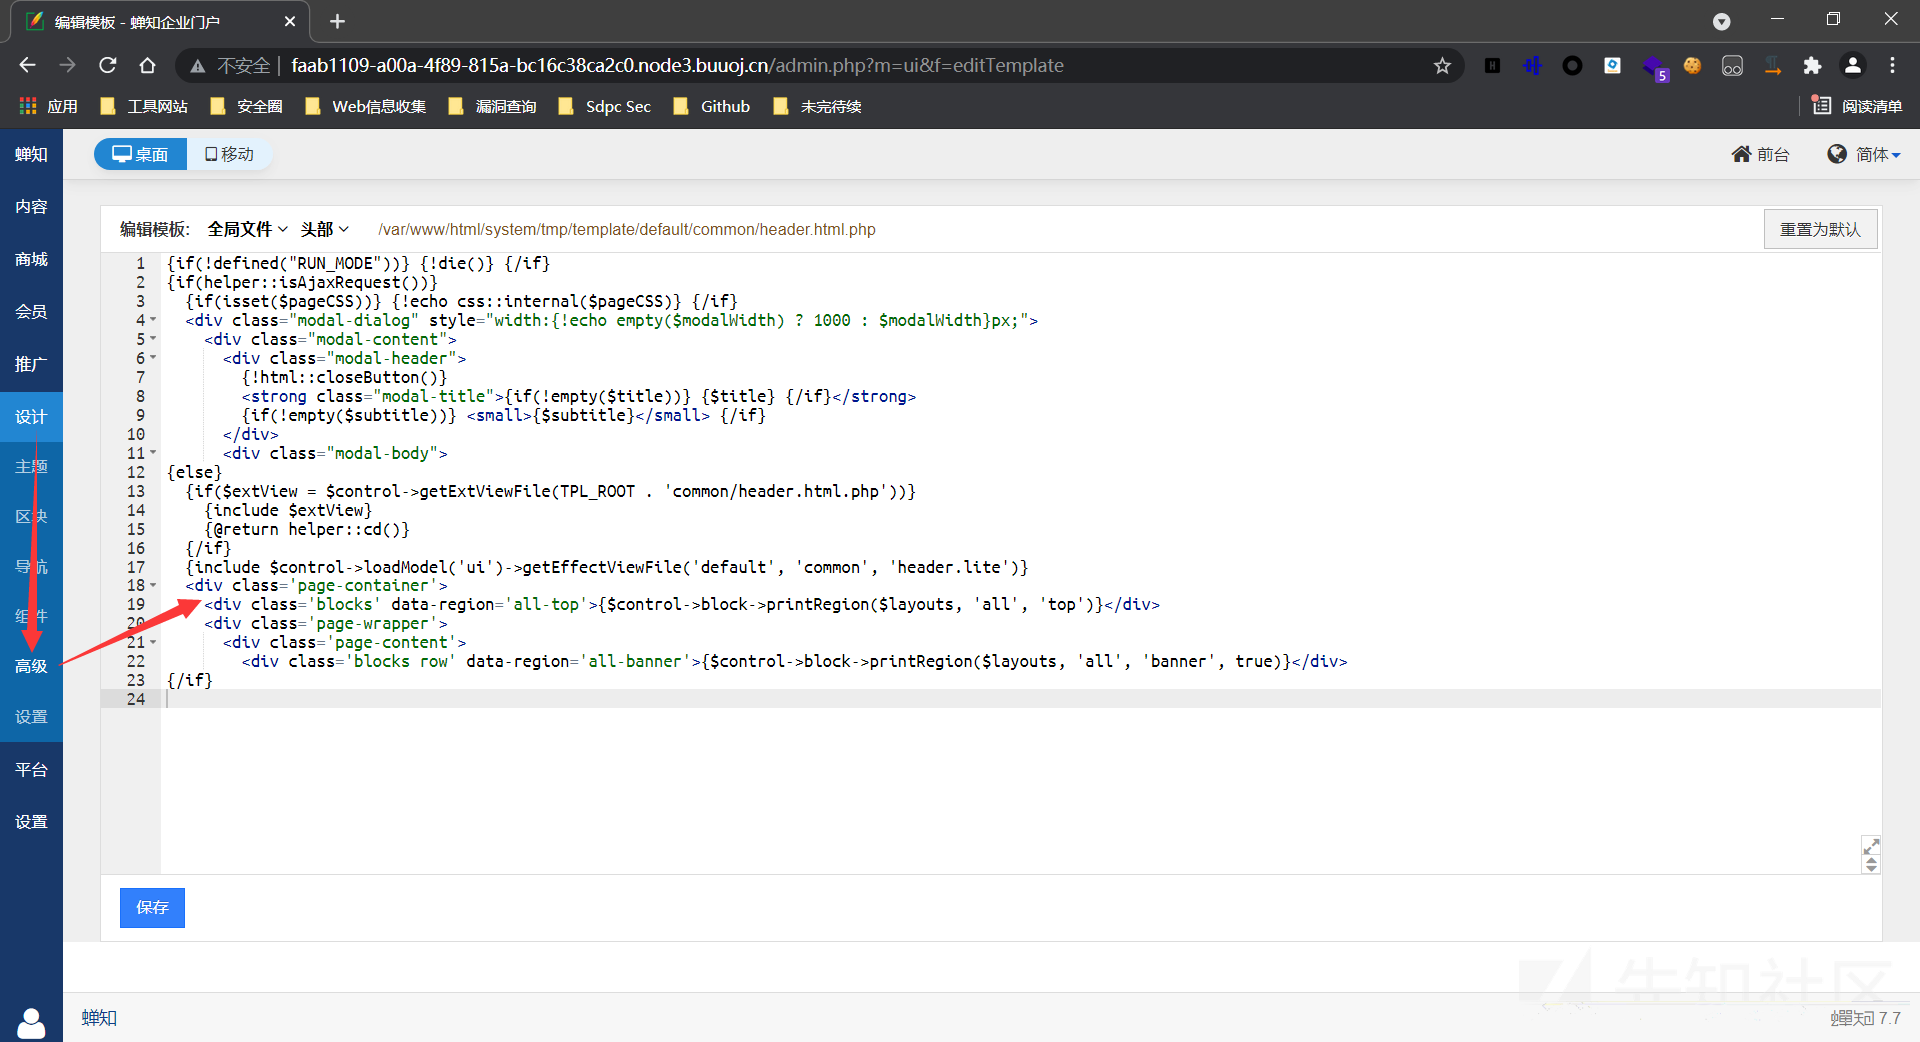 编辑模板 - 蝉知企业门户
不安全 faab1109-a00a-4f89-815a-bc16c38ca2c0.node3.buuoj.cn/admin.php?m=ui&f=editTemplate
5
应用 工具网站 安全圈 Web信息收集 漏洞查询 Sdpc Sec Github 未完待续 阅读清单
蝉知 桌面 移动 前台 简体
内容
商城
会员
推广
设计
主题
区块
导航
组件
高级
设置
平台
设置
编辑模板: 全局文件 头部 /var/www/html/system/tmp/template/default/common/header.html.php 重置为默认
1 {if(!defined("RUN_MODE"))} {!die()} {/if}
2 {if(helper::isAjaxRequest())}
3 {if(isset($pageCSS))} {!echo css::internal($pageCSS)} {/if}
4 <div class="modal-dialog" style="width:{!echo empty($modalWidth) ? 1000 : $modalWidth}px;">
5 <div class="modal-content">
6 <div class="modal-header">
7 {!html::closeButton()}
8 <strong class="modal-title">{if(!empty($title))} {$title} {/if}</strong>
9 {if(!empty($subtitle))} <small>{$subtitle}</small> {/if}
10 </div>
11 <div class="modal-body">
12 {else}
13 {if($extView = $control->getExtViewFile(TPL_ROOT . 'common/header.html.php'))}
14 {include $extView}
15 {@return helper::cd()}
16 {/if}
17 {include $control->loadModel('ui')->getEffectViewFile('default', 'common', 'header.lite')}
18 <div class='page-container'>
19 <div class='blocks' data-region='all-top'>{$control->block->printRegion($layouts, 'all', 'top')}</div>
20 <div class='page-wrapper'>
21 <div class='page-content'>
22 <div class='blocks row' data-region='all-banner'>{$control->block->printRegion($layouts, 'all', 'banner', true)}</div>
23 {/if}
24
保存
先知社区
蝉知
蟬知 7.7